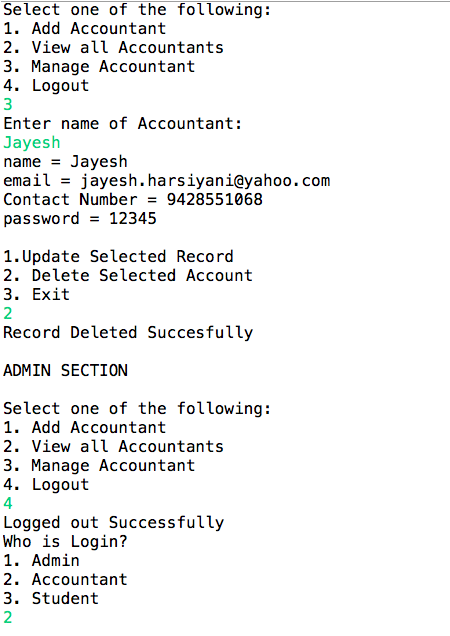 Select one of the following:
1. Add Accountant
2. View all Accountants
3. Manage Accountant
4. Logout
3
Enter name of Accountant:
Jayesh
name = Jayesh
email = jayesh.harsiyani@yahoo.com
Contact Number = 9428551068
password = 12345
1.Update Selected Record
2. Delete Selected Account
3. Exit
2
Record Deleted Succesfully
ADMIN SECTION
Select one of the following:
1. Add Accountant
2. View all Accountants
3. Manage Accountant
4. Logout
4
Logged out Successfully
Who is Login?
1. Admin
2. Accountant
3. Student
2